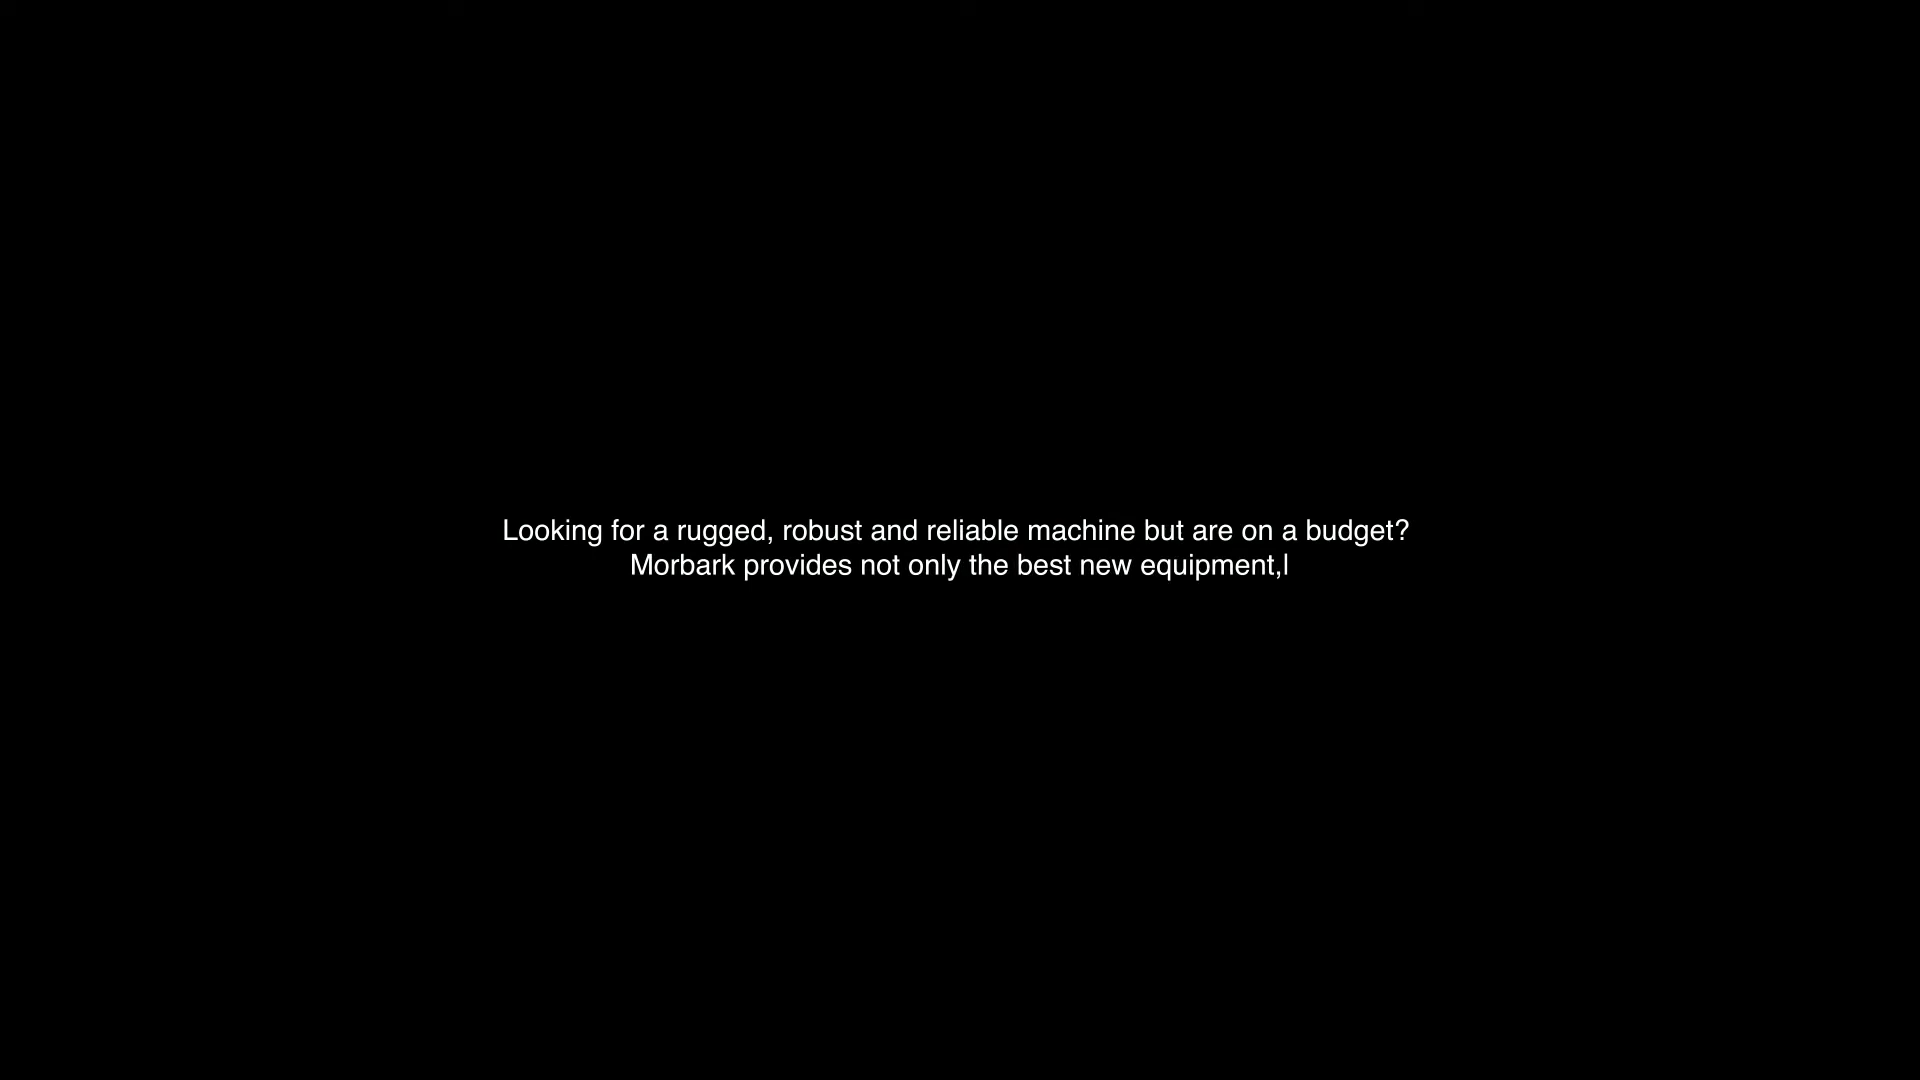 Looking for a rugged, robust and reliable machine but are on a budget?
Morbark provides not only the best new equipment,|